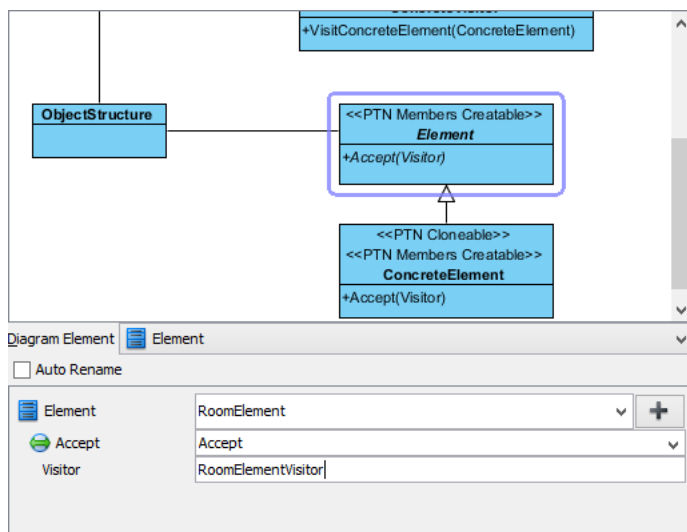 ConcreteVisitor
+VisitConcreteElement(ConcreteElement)
ObjectStructure
<<PTN Members Creatable>>
Element
+Accept(Visitor)
<<PTN Cloneable>>
<<PTN Members Creatable>>
ConcreteElement
+Accept(Visitor)
Diagram Element Element
Auto Rename
Element RoomElement
Accept Accept
Visitor RoomElementVisitor